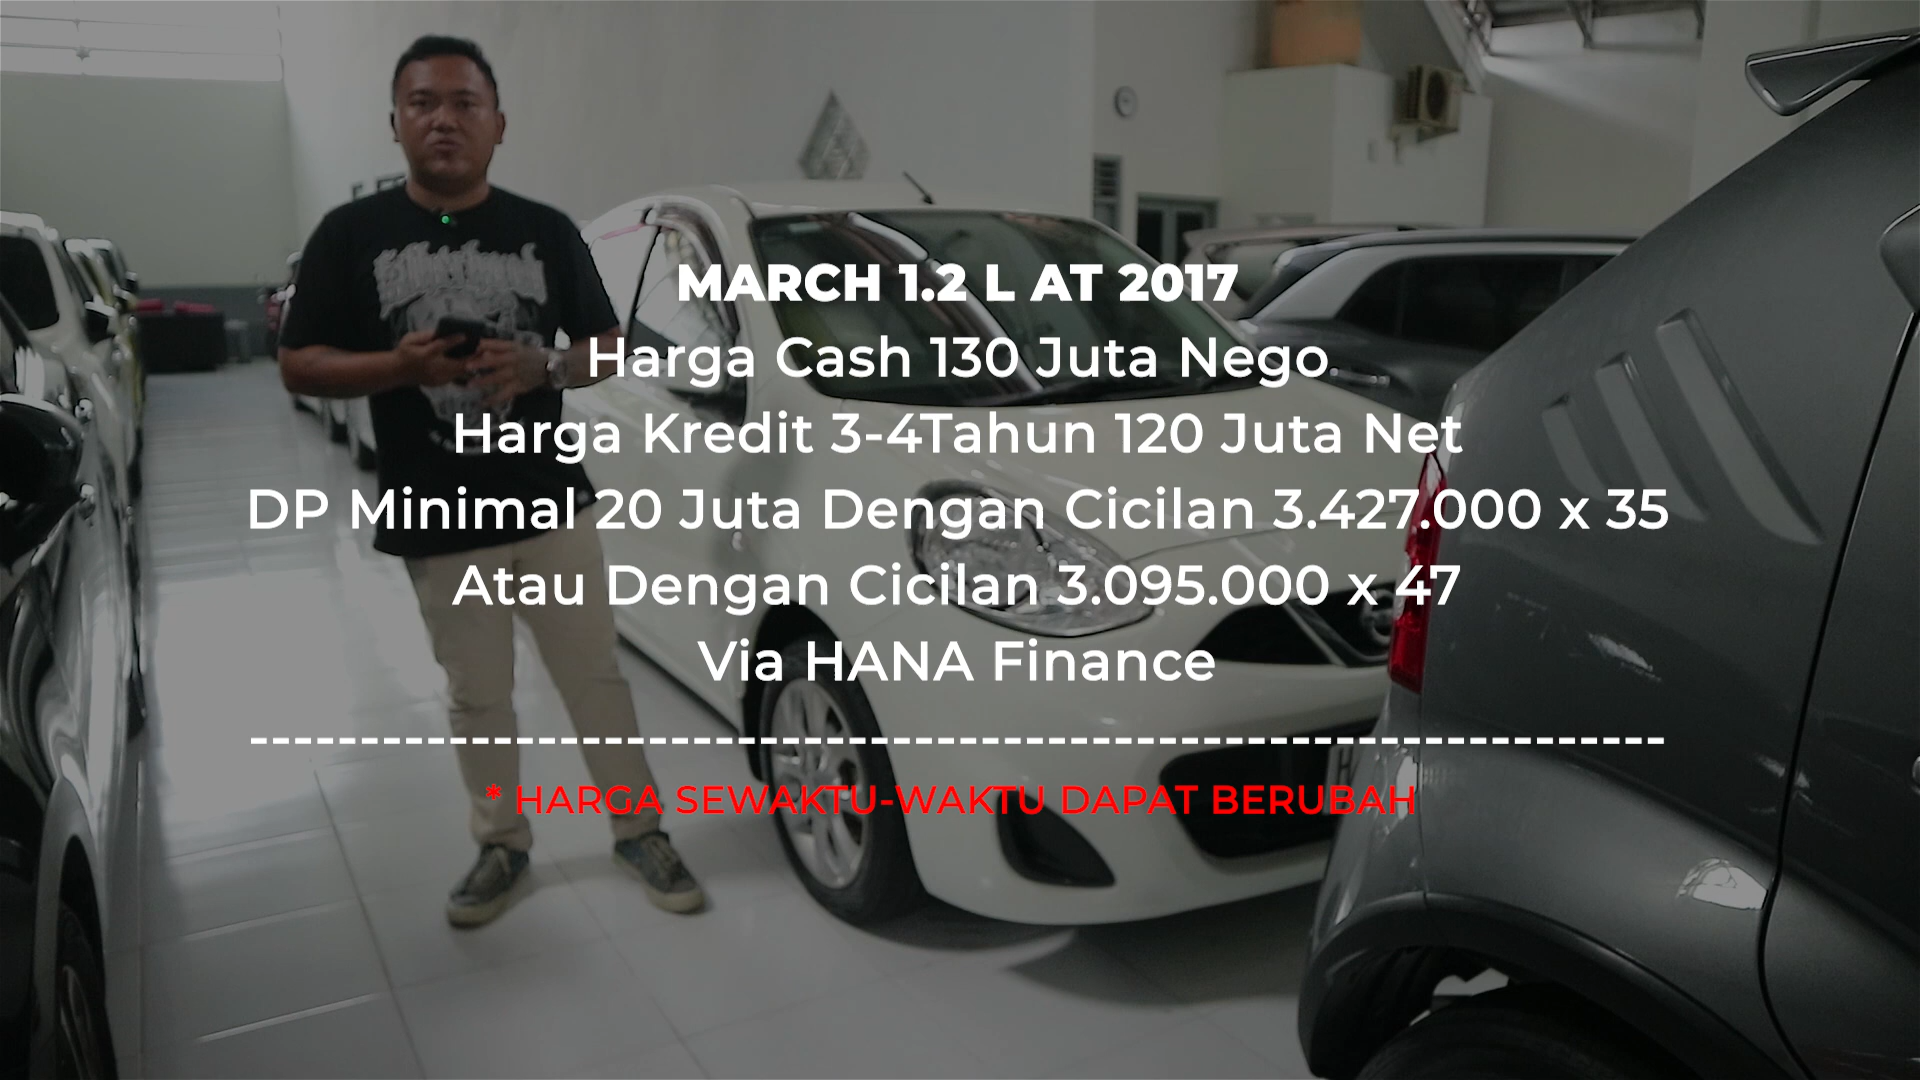 MARCH 1.2 L AT 2017
Harga Cash 130 Juta Nego
Harga Kredit 3-4Tahun 120 Juta Net
DP Minimal 20 Juta Dengan Cicilan 3.427.000 x 35
Atau Dengan Cicilan 3.095.000 x 47
Via HANA Finance
* HARGA SEWAKTU-WAKTU DAPAT BERUBAH